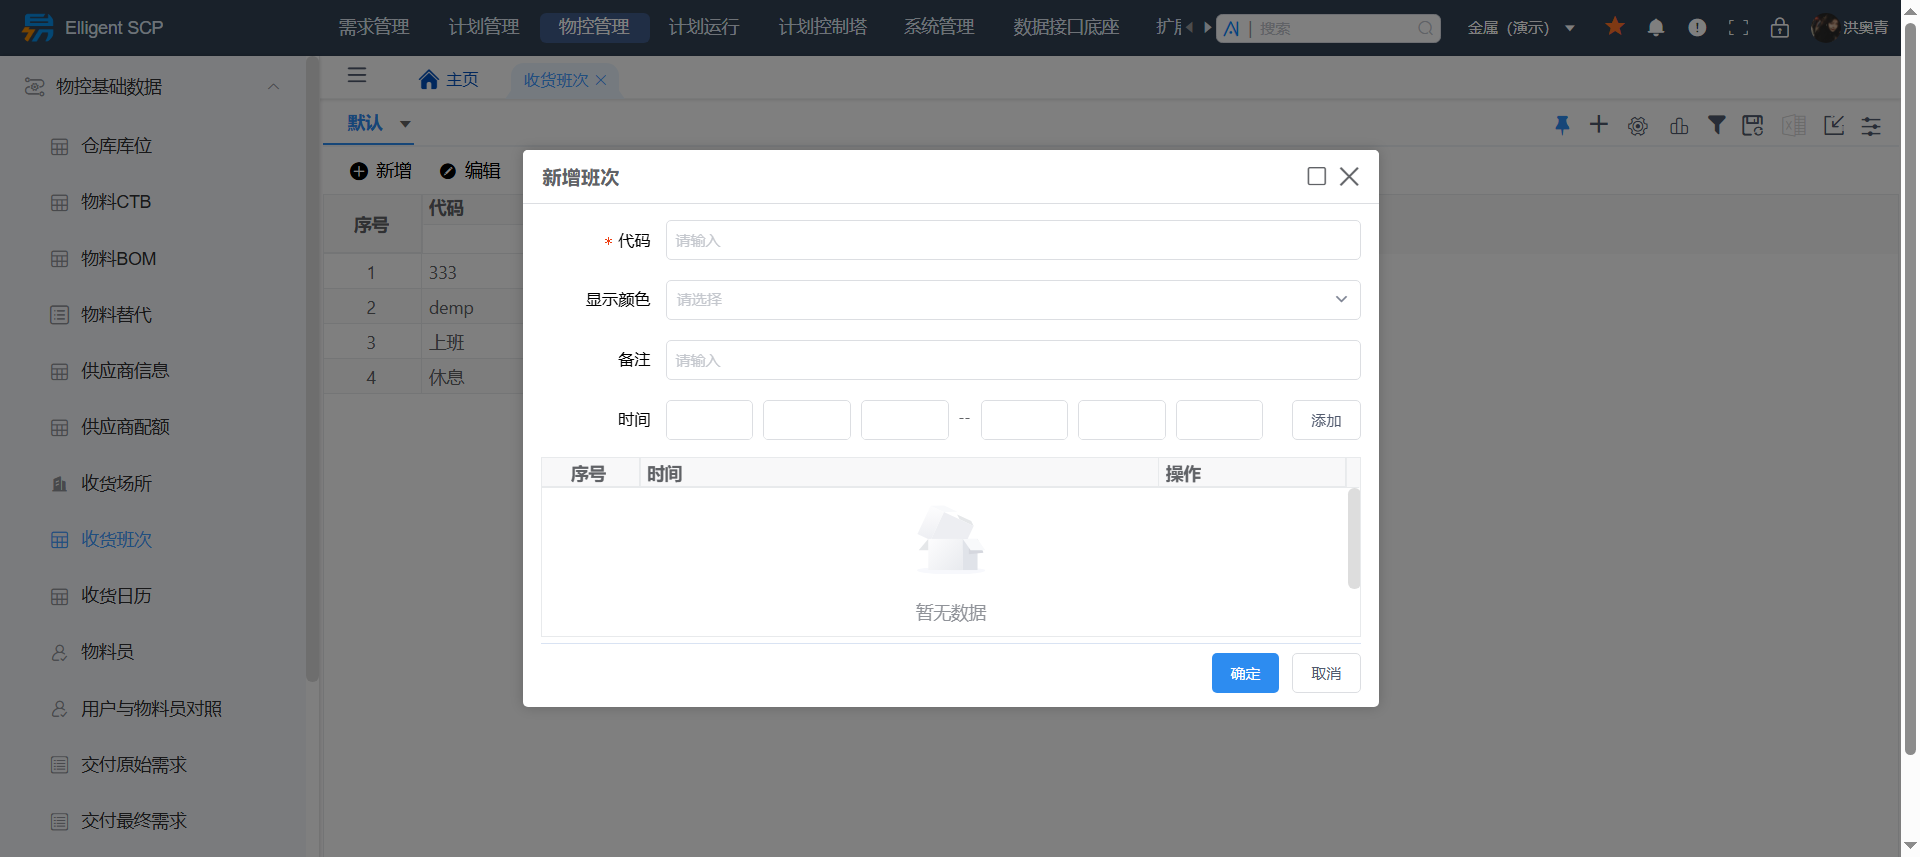 Elligent SCP
需求管理
计划管理
物控管理
计划运行
计划控制塔
系统管理
数据接口底座
AI | 搜索
金属 (演示)
洪奥青
物控基础数据
仓库库位
物料CTB
物料BOM
物料替代
供应商信息
供应商配额
收货场所
收货班次
收货日历
物料员
用户与物料员对照
交付原始需求
交付最终需求
主页
收货班次
默认
新增
编辑
序号
代码
1
333
2
demp
3
上班
4
休息
新增班次
* 代码
请输入
显示颜色
请选择
备注
请输入
时间
--
添加
序号
时间
操作
暂无数据
确定
取消